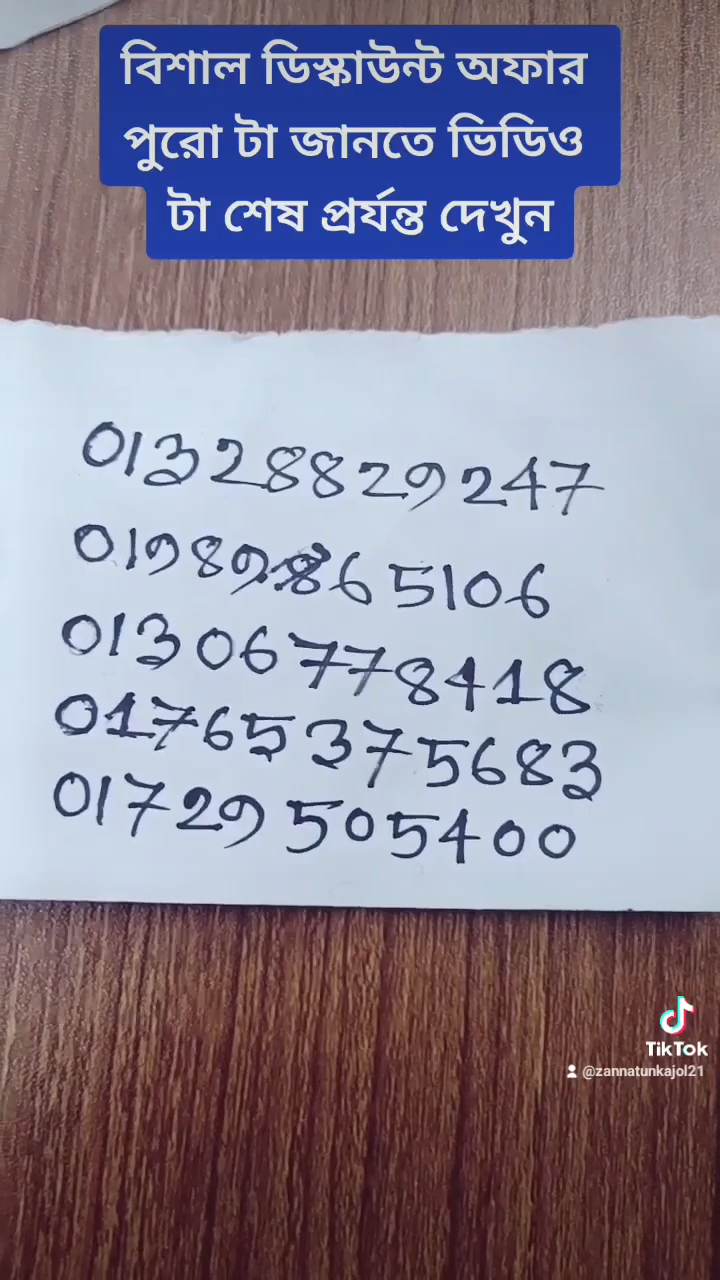 বিশাল ডিস্কাউন্ট অফার
পুরো টা জানতে ভিডিও
টা শেষ প্রর্যন্ত দেখুন
01328829247
01306778418
01765375683
01729505400
TikTok
@zannatunkajol21